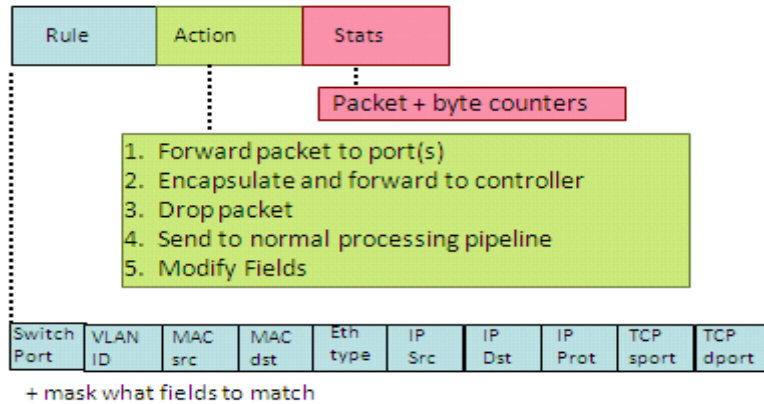 Rule Action Stats
Packet + byte counters
1. Forward packet to port(s)
2. Encapsulate and forward to controller
3. Drop packet
4. Send to normal processing pipeline
5. Modify Fields
Switch Port
VLAN ID
MAC src
MAC dst
Eth type
IP Src
IP Dst
IP Prot
TCP sport
TCP dport
+ mask what fields to match